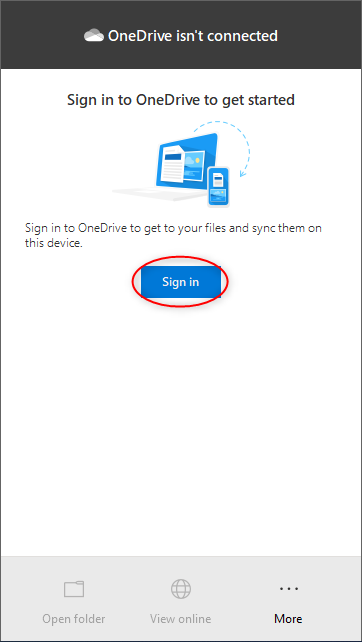 OneDrive isn't connected
Sign in to OneDrive to get started
Sign in to OneDrive to get to your files and sync them on
this device.
Sign in
Open folder
View online
More